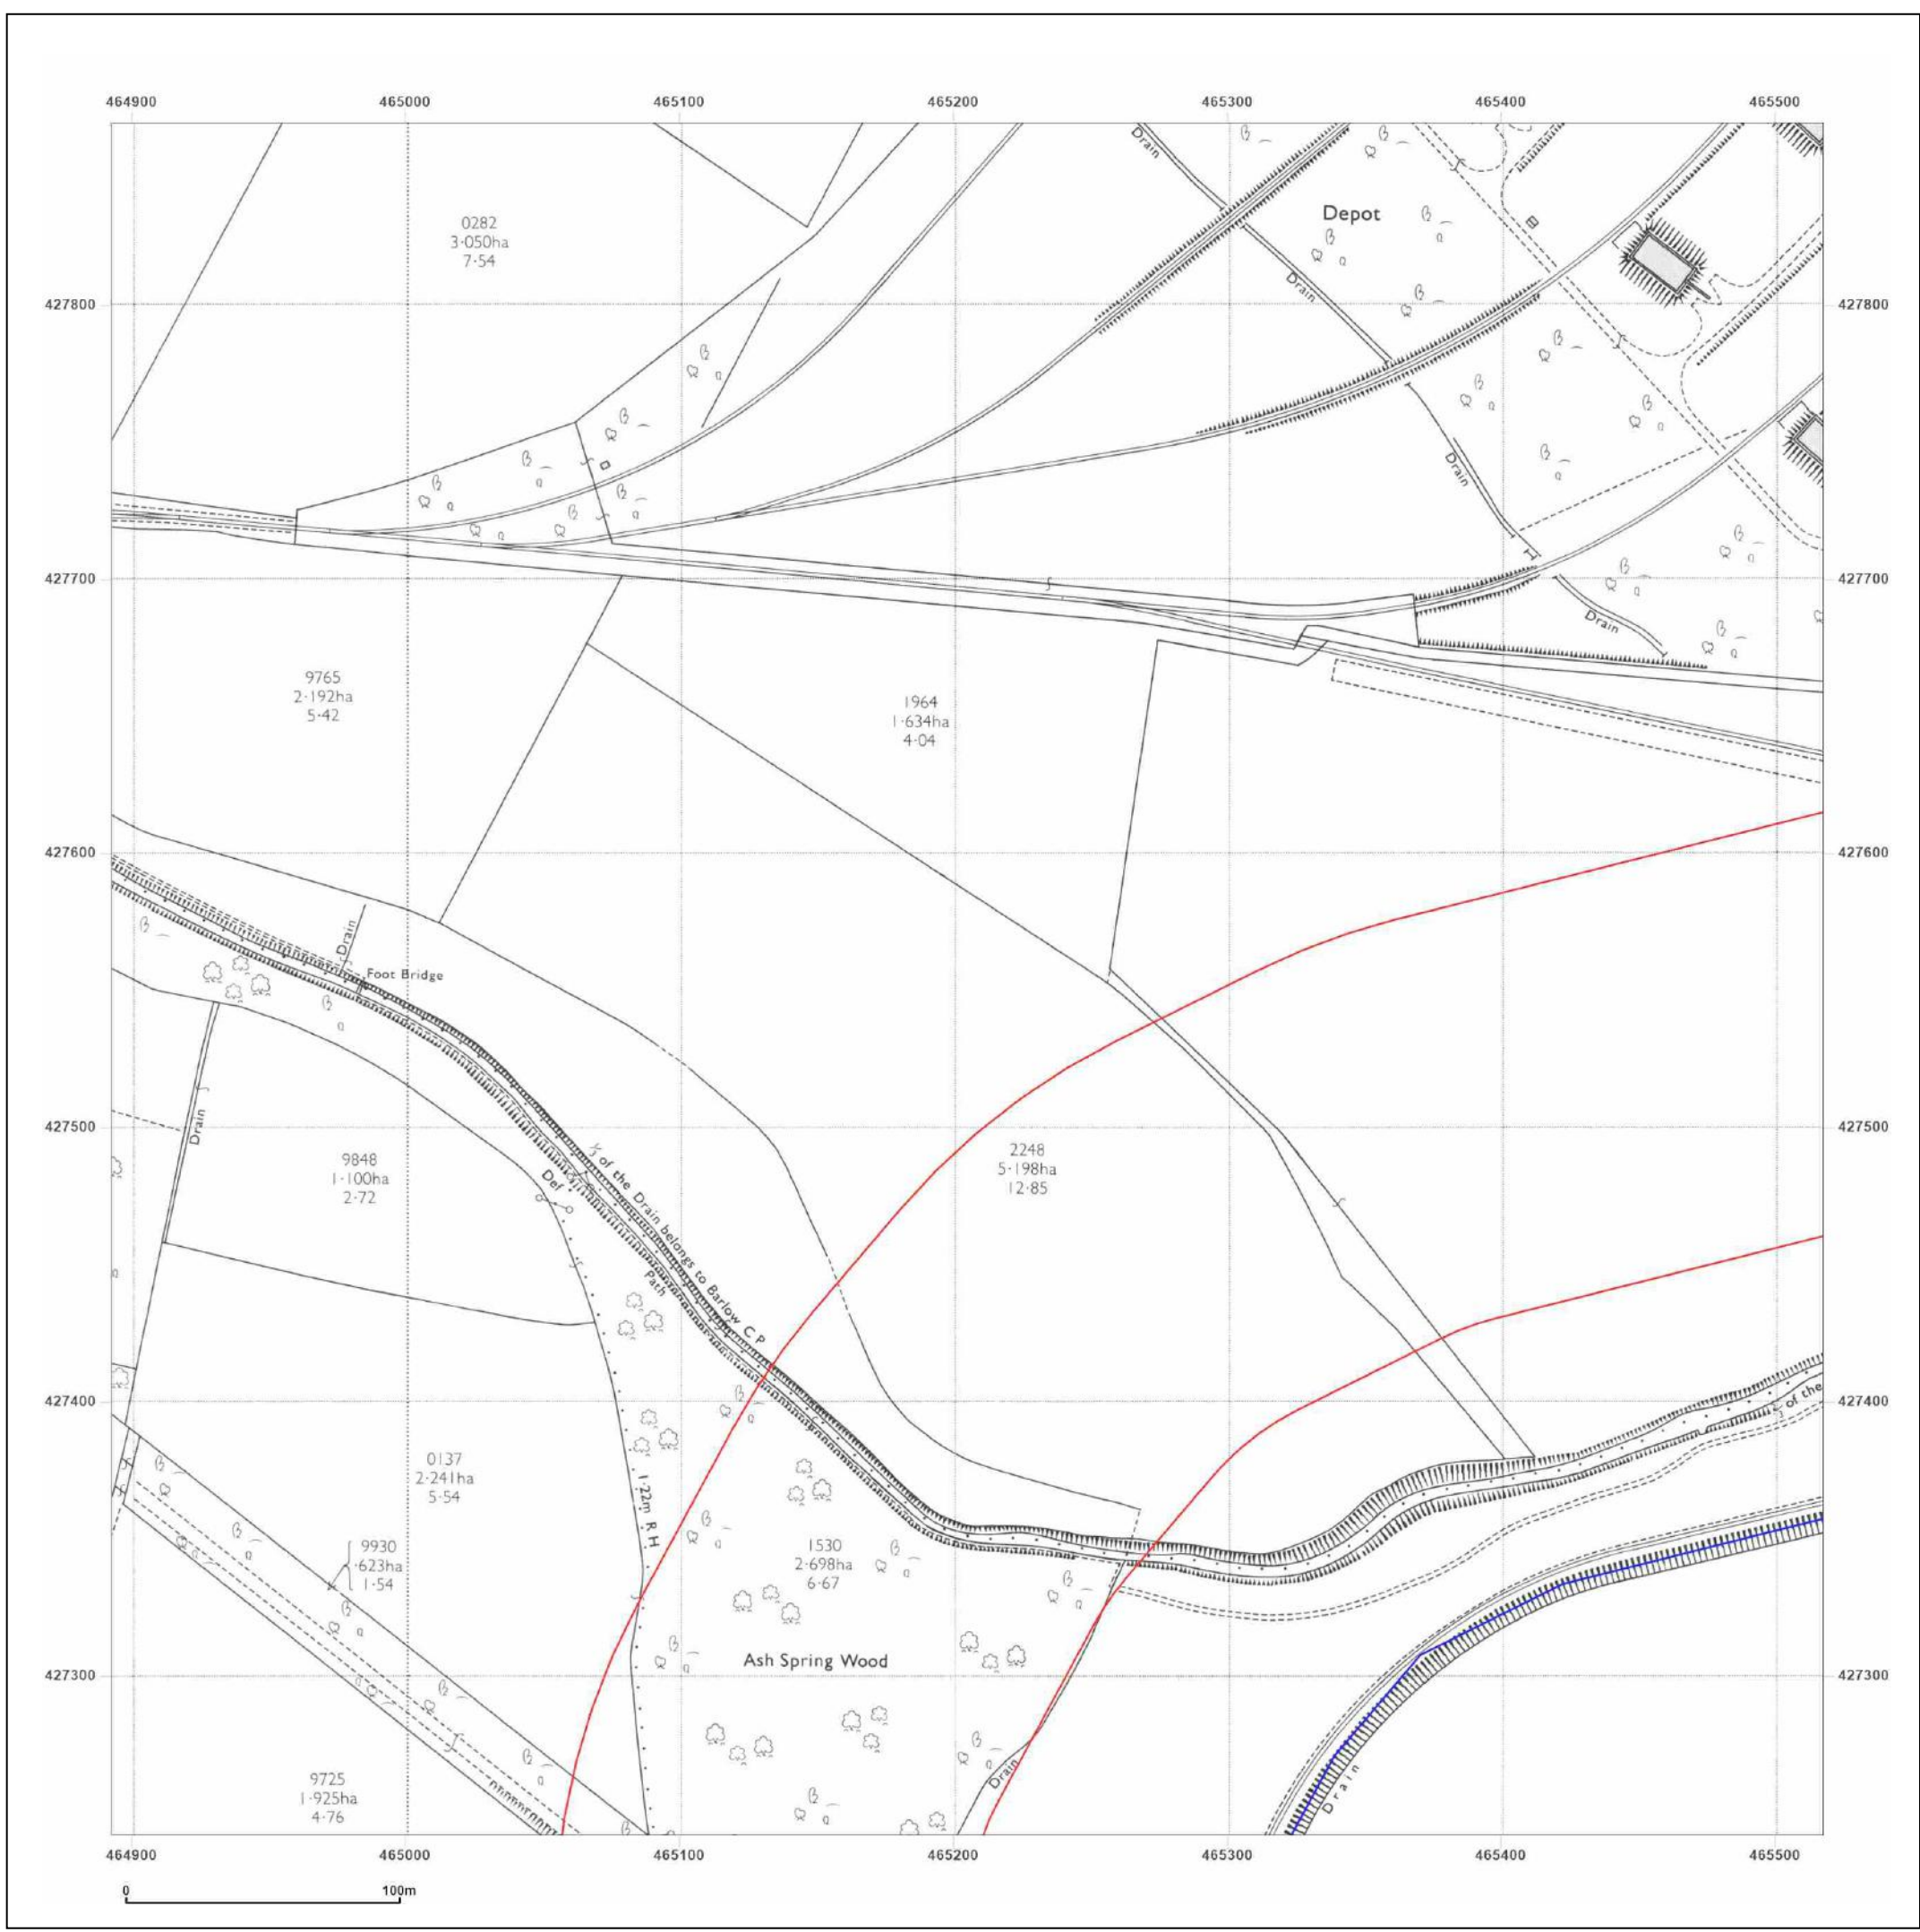 464900 465000 465100 465200 465300 465400 465500
Drain
Depot
0282
3·050ha
7·54
Drain
427800 427800
Drain
427700 427700
Drain
9765
2·192ha
5·42
1964
1·634ha
4·04
427600 427600
Drain
Foot Bridge
Drain
427500 427500
2248
5·198ha
12·85
9848
1·100ha
2·72
Def
½ of the Drain belongs to Barlow C P
Path
427400 427400
½ of the
0137
2·241ha
5·54
1·22m R H
9930
·623ha
1·54
1530
2·698ha
6·67
Ash Spring Wood
427300 427300
Drain
Drain
9725
1·925ha
4·76
464900 465000 465100 465200 465300 465400 465500
0 100m